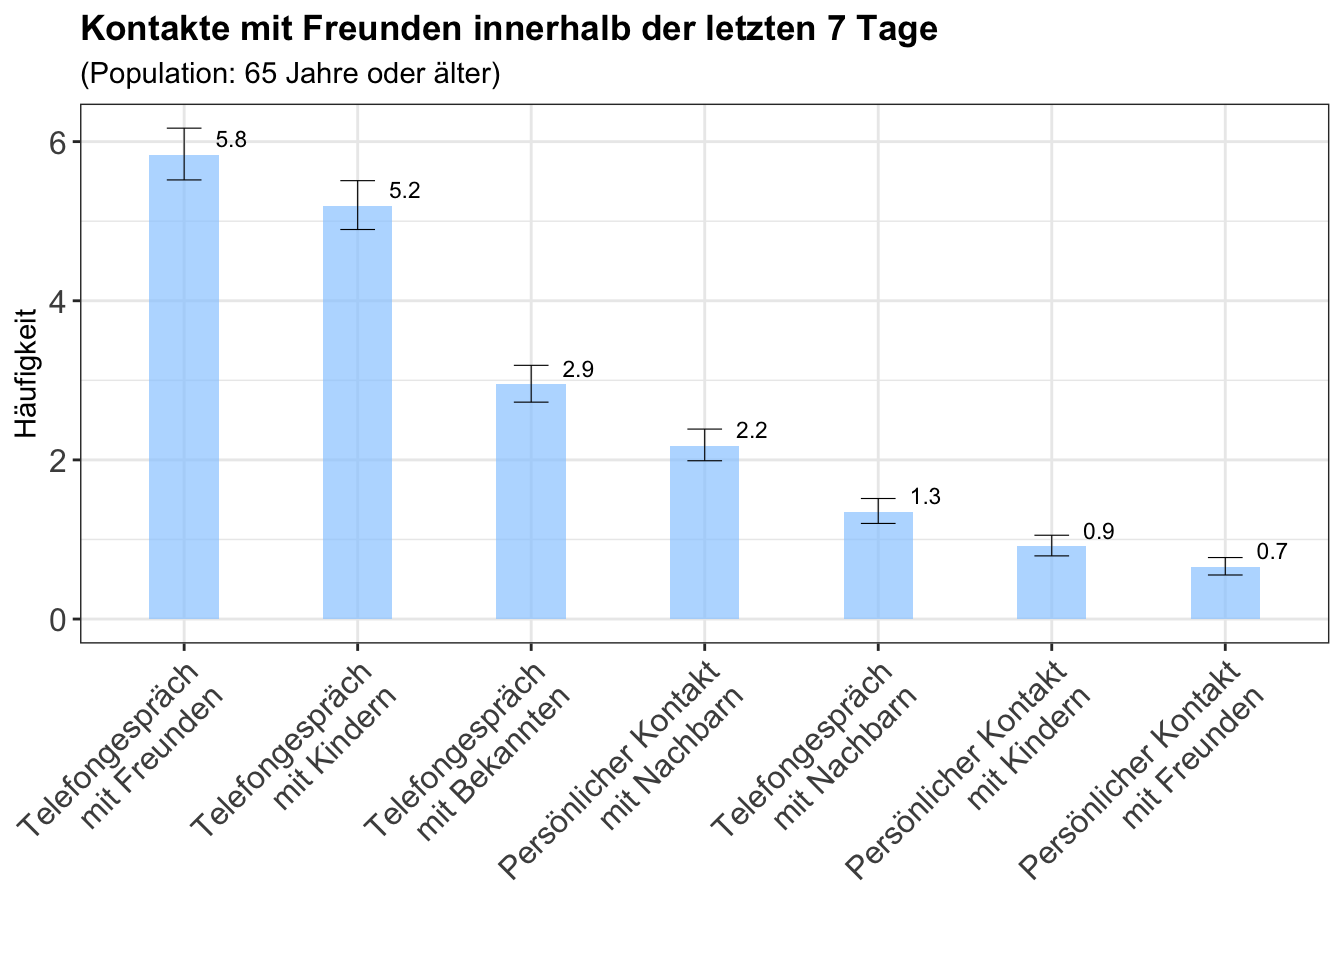 Kontakte mit Freunden innerhalb der letzten 7 Tage
(Population: 65 Jahre oder älter)
Häufigkeit
6
4
2
0
5.8
5.2
2.9
2.2
1.3
0.9
0.7
Telefongespräch
mit Freunden
Telefongespräch
mit Kindern
Telefongespräch
mit Bekannten
Persönlicher Kontakt
mit Nachbarn
Telefongespräch
mit Nachbarn
Persönlicher Kontakt
mit Kindern
Persönlicher Kontakt
mit Freunden